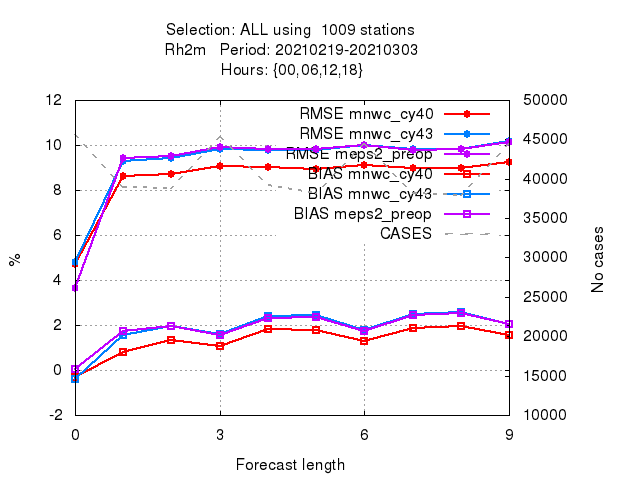 Selection: ALL using  1009 stations
Rh2m   Period: 20210219-20210303
Hours: {00,06,12,18}
12
10
8
6
4
2
0
-2
50000
45000
40000
35000
30000
25000
20000
15000
10000
RMSE mnwc_cy40
RMSE mnwc_cy43
RMSE meps2_preop
BIAS mnwc_cy40
BIAS mnwc_cy43
BIAS meps2_preop
CASES
%
No cases
0
3
6
9
Forecast length